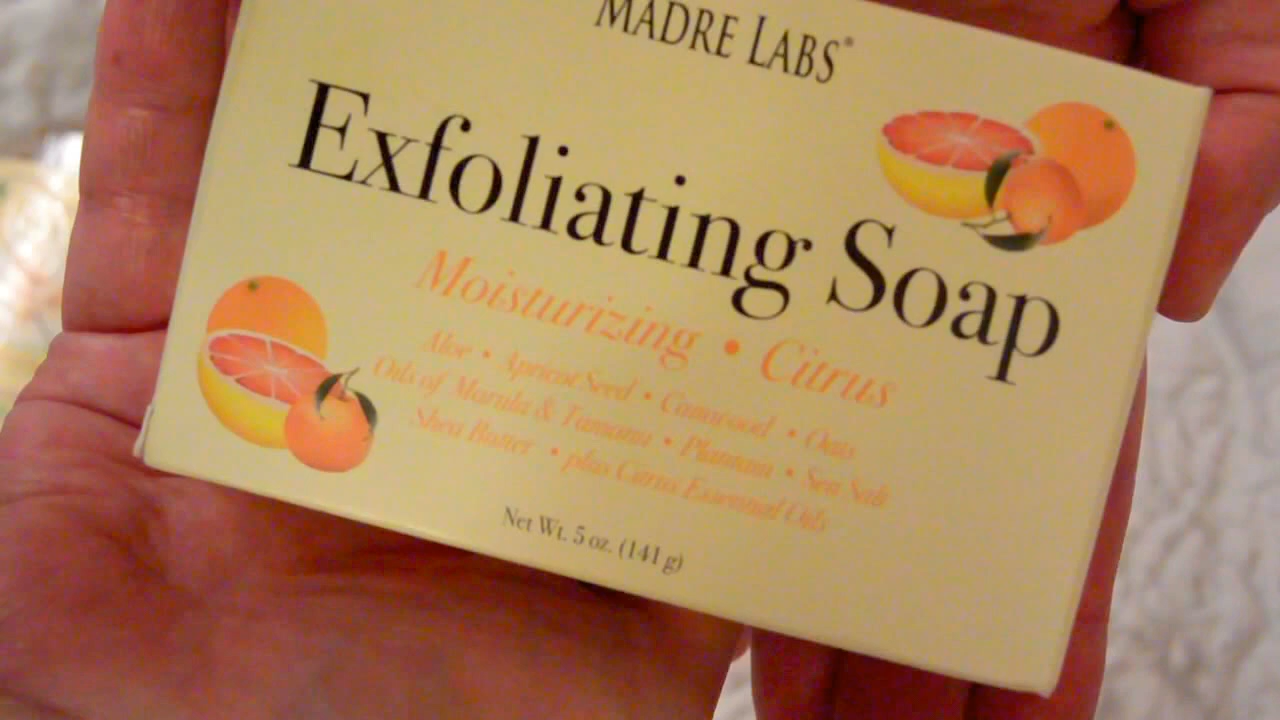 MADRE LABS®
Exfoliating Soap
Moisturizing • Citrus
Aloe • Apricot Seed • Camwood • Oats
Oils of Marula & Tamanu • Plantain • Sea Salt
Shea Butter • plus Citrus Essential Oils
Net Wt. 5 oz. (141 g)